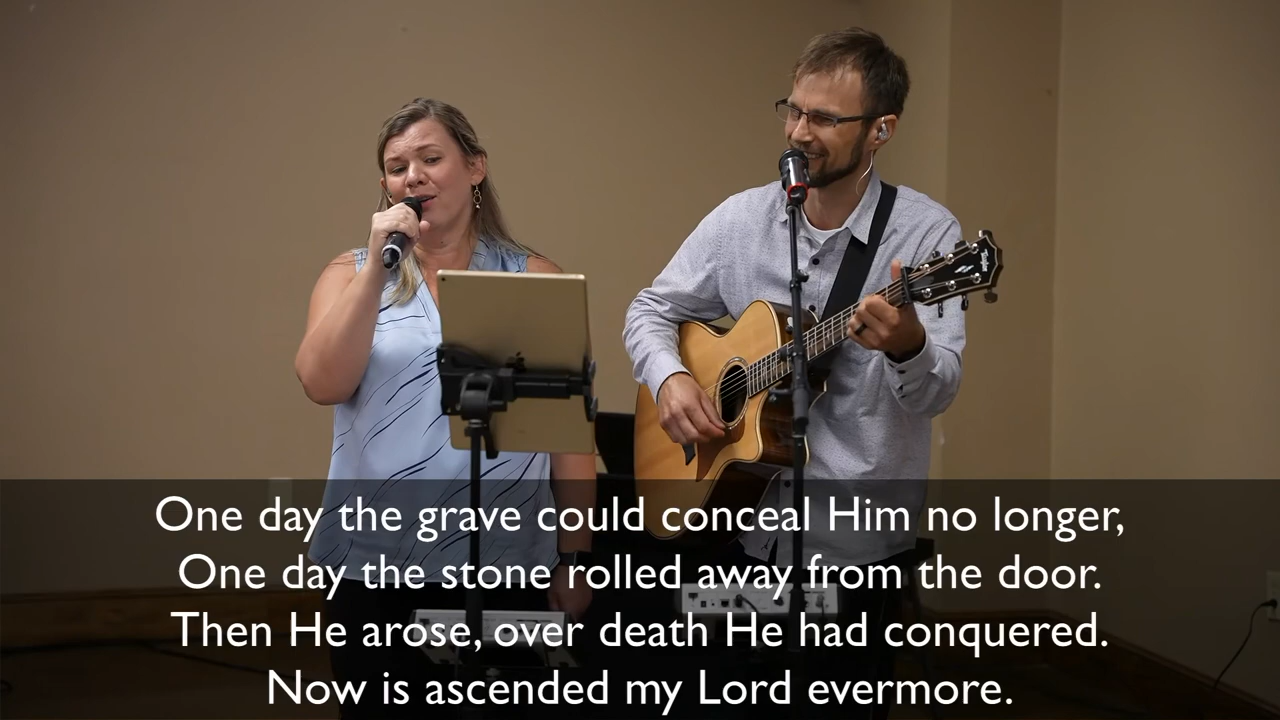 One day the grave could conceal Him no longer,
One day the stone rolled away from the door.
Then He arose, over death He had conquered.
Now is ascended my Lord evermore.
Taylor